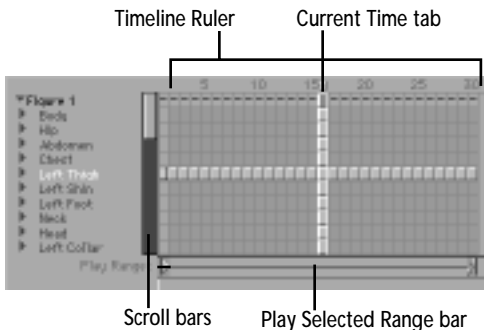 Timeline Ruler
Current Time tab
5 10 15 20 25 30
Figure 1
Body
Hip
Abdomen
Chest
Left Thigh
Left Shin
Left Foot
Neck
Head
Left Collar
Play Range
Scroll bars
Play Selected Range bar